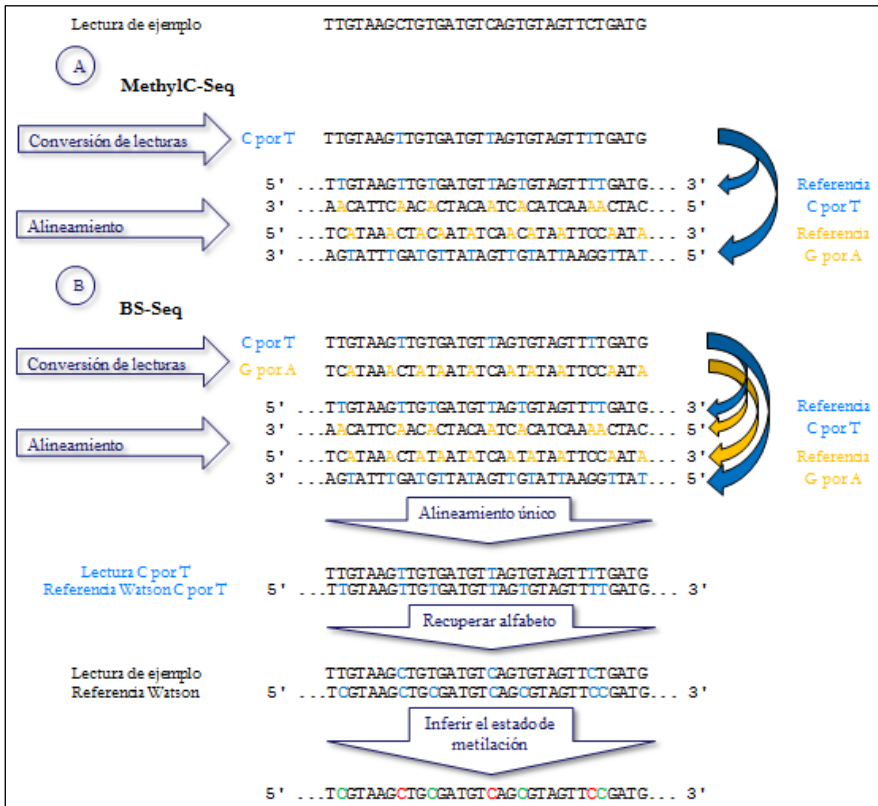 Lectura de ejemplo TTGTAAGCTGTGATGTCAGTGTAGTTCTGATG
A
MethylC-Seq
Conversión de lecturas C por T TTGTAAGTTGTGATGTTAGTGTAGTTTTGATG
5' ...TTGTAAGTTGTGATGTTAGTGTAGTTTTGATG... 3' Referencia
3' ...AACATTCAACACTACAATCACATCAAAACTAC... 5' C por T
Alineamiento
...TCATAAACTACAATATCAACATAATTCCAATA... 3' Referencia
3' ...AGTATTTGATGTTATAGTTGTATTAAGGTTAT... 5' G por A
B
BS-Seq
Conversión de lecturas
C por T TTGTAAGTTGTGATGTTAGTGTAGTTTTGATG
G por A TCATAAACTATAATATCAATATAATTCCAATA
5' ...TTGTAAGTTGTGATGTTAGTGTAGTTTTGATG... 3' Referencia
3' ...AACATTCAACACTACAATCACATCAAAACTAC... 5' C por T
Alineamiento
5' ...TCATAAACTATAATATCAATATAATTCCAATA... 3' Referencia
3' ...AGTATTTGATGTTATAGTTGTATTAAGGTTAT... 5' G por A
Alineamiento único
Lectura C por T TTGTAAGTTGTGATGTTAGTGTAGTTTTGATG
Referencia Watson C por T 5' ...TTGTAAGTTGTGATGTTAGTGTAGTTTTGATG... 3'
Recuperar alfabeto
Lectura de ejemplo TTGTAAGCTGTGATGTCAGTGTAGTTCTGATG
Referencia Watson 5' ...TCGTAAGCTGCGATGTCAGCGTAGTTCCGATG... 3'
Inferir el estado de
metilación
5' ...TCGTAAGCTGCGATGTCAGCGTAGTTCCGATG... 3'